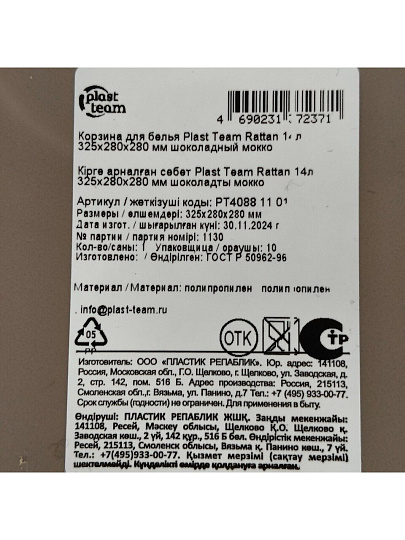 plast
team
4 690231 72371
Корзина для белья Plast Team Rattan 14 л
325х280х280 мм шоколадный мокко
Кірге арналған себет Plast Team Rattan 14л
325х280х280 мм шоколадты мокко
Артикул / жеткізуші коды: PT4088 11 01
Размеры / өлшемдері: 325х280х280 мм
Дата изгот. / шығарылған күні: 30.11.2024 г
№ партии / партия номірі: 1130
Кол-во/саны: 1 Упаковщица / ораушы: 10
Изготовлено: / Өндірілген: ГОСТ Р 50962-96
Материал / Материал: полипропилен полипропилен
info@plast-team.ru
05
PP
ОТК
СТР
Изготовитель: ООО «ПЛАСТИК РЕПАБЛИК». Юр. адрес: 141108,
Россия, Московская обл., Г.О. Щелково, г. Щелково, ул. Заводская, д.
2, стр. 142, пом. 516 Б. Адрес производства: Россия, 215113,
Смоленская обл.,г. Вязьма, ул. Панино, д.7 Тел.: +7 (495) 933-00-77.
Срок службы (годности) не ограничен. Для применения в быту.
Өндіруші: ПЛАСТИК РЕПАБЛИК ЖШҚ. Заңды мекенжайы:
141108, Ресей, Мәскеу облысы, Щелково Қ.О. Щелково қ.
Заводская көш., 2 үй, 142 құр., 516 Б бөл. Өндірістік мекенжайы:
Ресей, 215113, Смоленск облысы, Вязьма қ. Панино көш., 7 үй.
Тел.: +7(495)933-00-77. Қызмет мерзімі (сақтау мерзімі)
шектелмейді. Күнделікті өмірде қолдануға арналған.